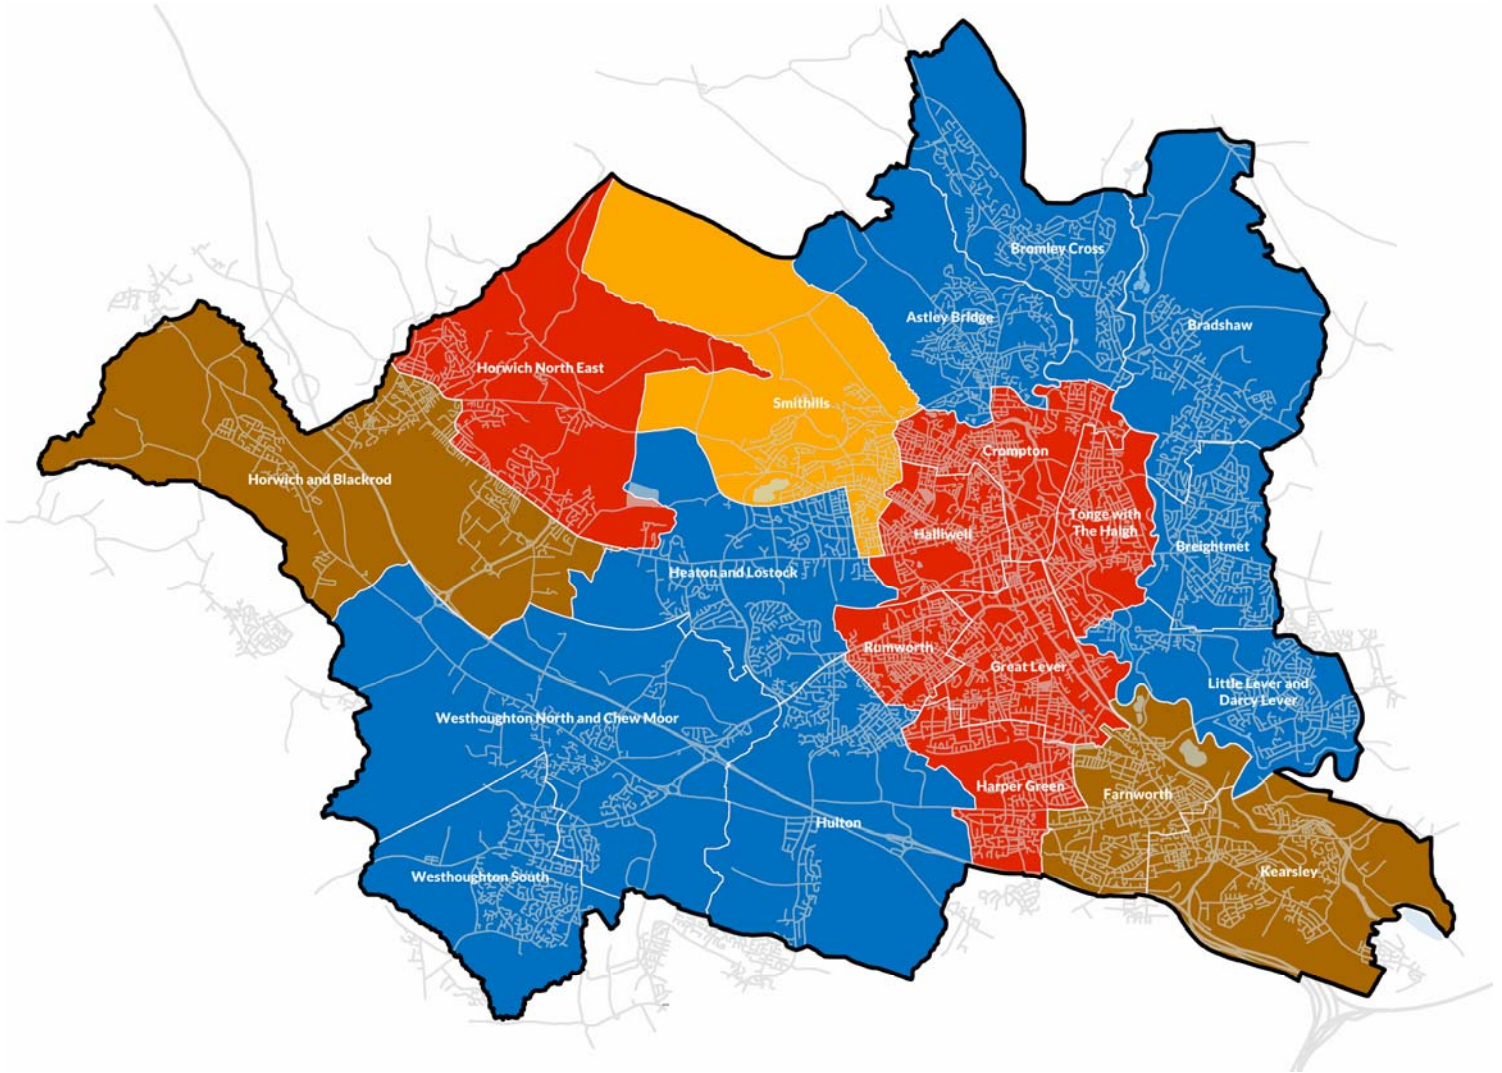 Bromley Cross
Astley Bridge
Bradshaw
Horwich North East
Smithills
Crompton
Horwich and Blackrod
Tonge with
The Halgh
Halliwell
Breightmet
Heaton and Lostock
Rumworth
Great Lever
Little Lever and
Darcy Lever
Westhoughton North and Chew Moor
Harper Green
Farnworth
Hulton
Kearsley
Westhoughton South